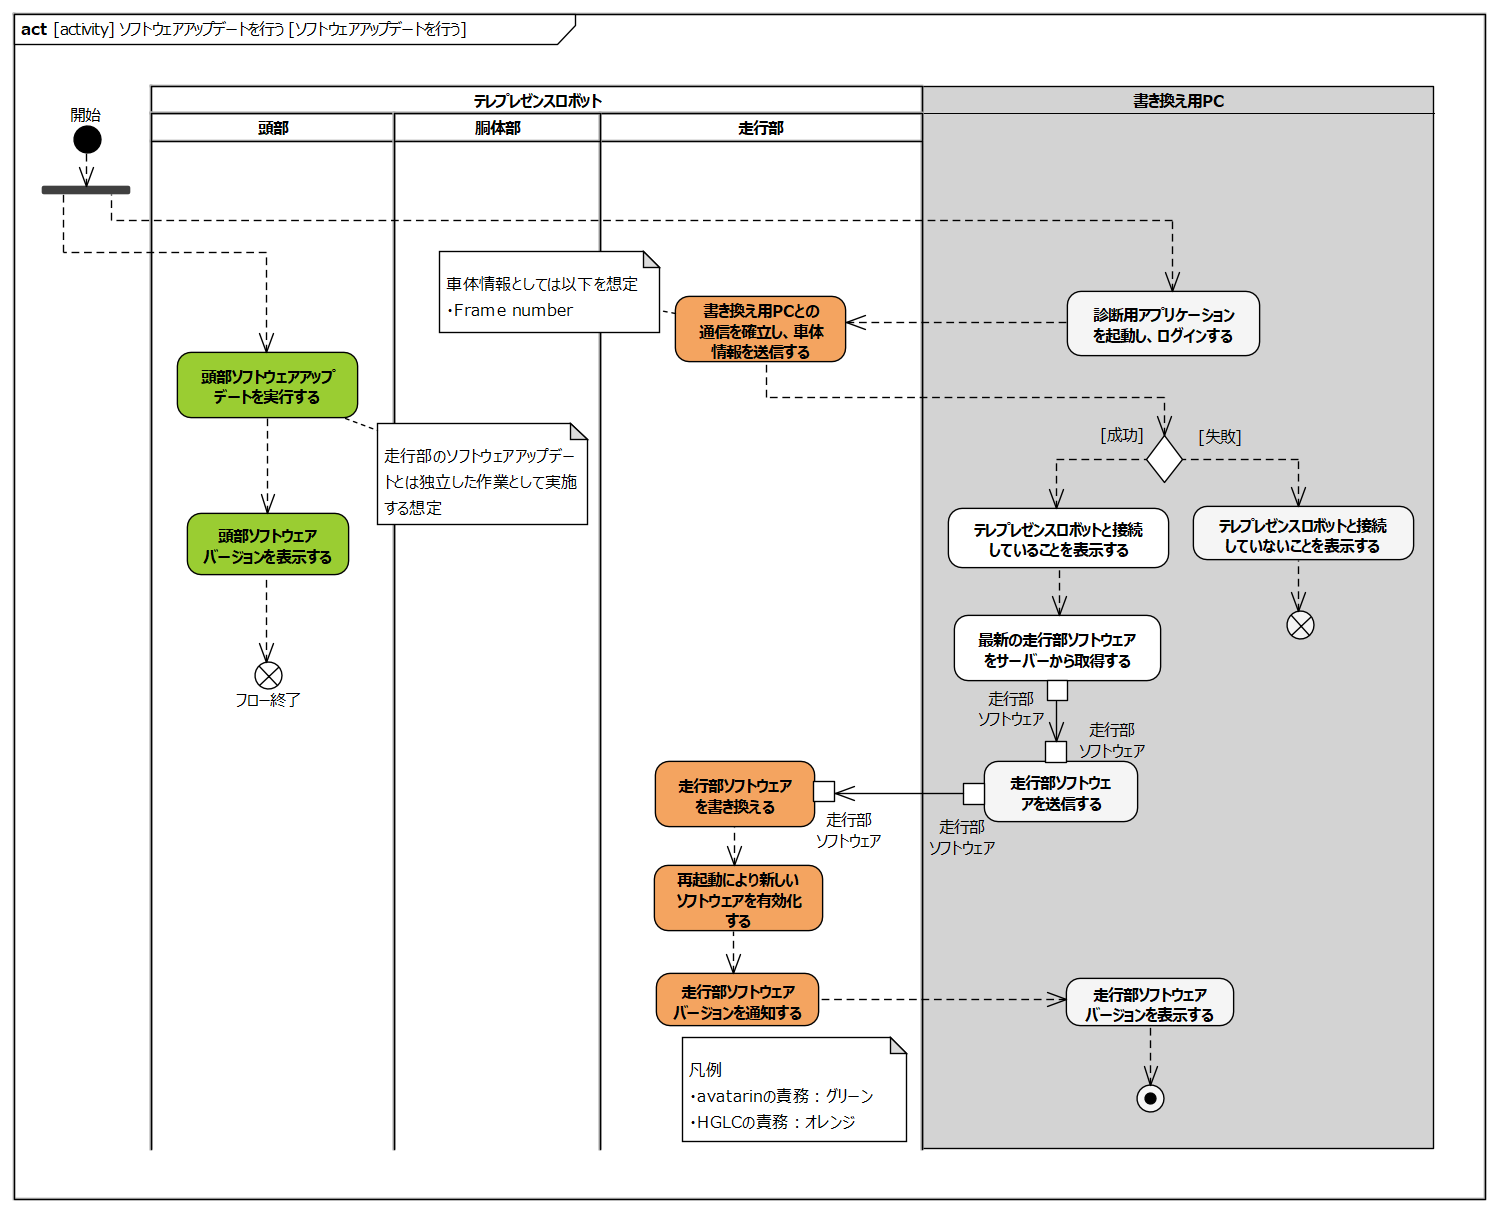 act [activity] ソフトウェアアップデートを行う [ソフトウェアアップデートを行う]
テレプレゼンスロボット
書き換え用PC
開始
頭部
胴体部
走行部
車体情報としては以下を想定
・Frame number
書き換え用PCとの
通信を確立し、車体
情報を送信する
診断用アプリケーション
を起動し、ログインする
頭部ソフトウェアアップ
デートを実行する
走行部のソフトウェアアップデー
トとは独立した作業として実施
する想定
[成功]
[失敗]
頭部ソフトウェア
バージョンを表示する
テレプレゼンスロボットと接続
していることを表示する
テレプレゼンスロボットと接続
していないことを表示する
最新の走行部ソフトウェア
をサーバーから取得する
フロー終了
走行部
ソフトウェア
走行部
ソフトウェア
走行部ソフトウェア
を書き換える
走行部ソフトウェ
アを送信する
走行部
ソフトウェア
走行部
ソフトウェア
再起動により新しい
ソフトウェアを有効化
する
走行部ソフトウェア
バージョンを通知する
走行部ソフトウェア
バージョンを表示する
凡例
・avatarinの責務：グリーン
・HGLCの責務：オレンジ